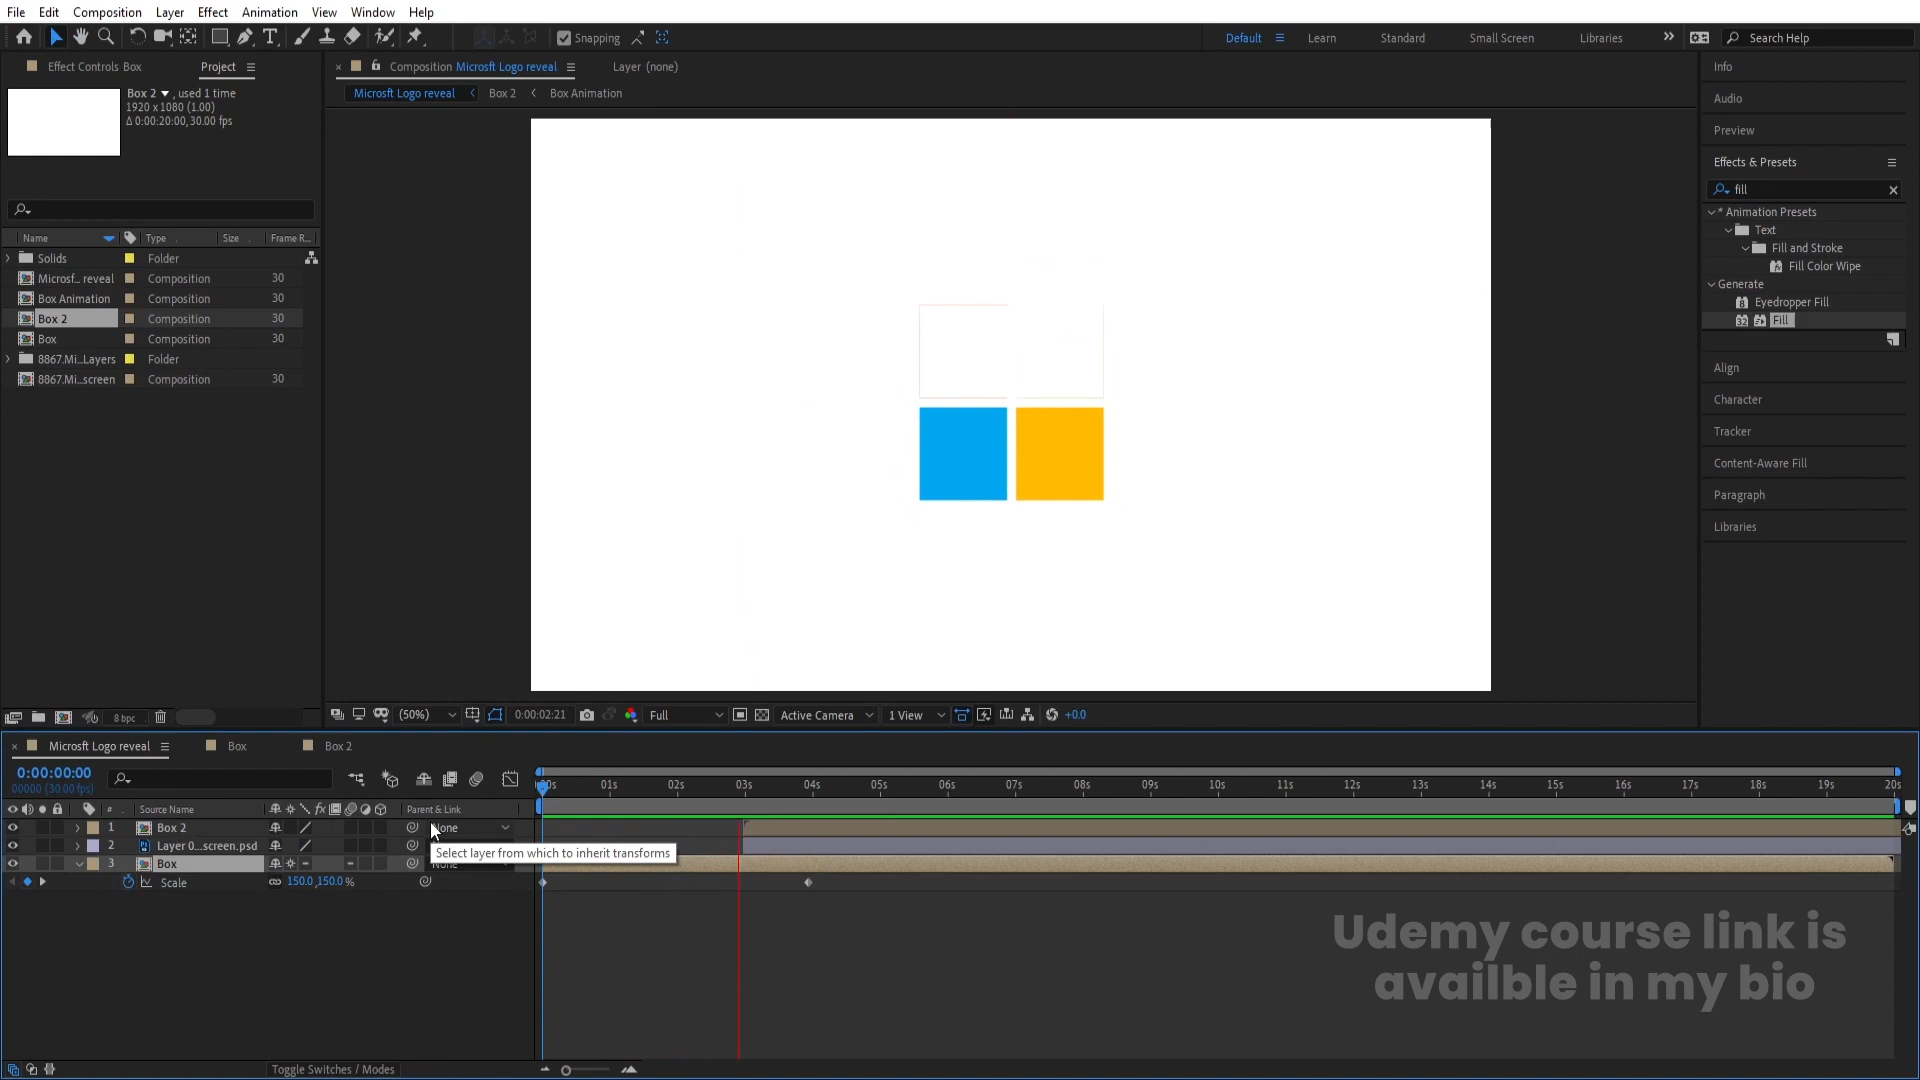 File Edit Composition Layer Effect Animation View Window Help
Snapping
Default Learn Standard Small Screen Libraries Search Help
Effect Controls Box Project
Composition Microsft Logo reveal Layer (none)
Microsft Logo reveal Box 2 Box Animation
Box 2 , used 1 time
1920 x 1080 (1.00)
Δ 0:00:20:00, 30.00 fps
Name Type Size Frame R...
Solids Folder
Microsf... reveal Composition 30
Box Animation Composition 30
Box 2 Composition 30
Box Composition 30
8867.Mi...Layers Folder
8867.Mi...screen Composition 30
Info
Audio
Preview
Effects & Presets
fill
* Animation Presets
Text
Fill and Stroke
Fill Color Wipe
Generate
Eyedropper Fill
Fill
Align
Character
Tracker
Content-Aware Fill
Paragraph
Libraries
8 bpc
(50%) 0:00:02:21 Full Active Camera 1 View +0.0
Microsft Logo reveal Box Box 2
0:00:00:00
00000 (30.00 fps)
01s 02s 03s 04s 05s 06s 07s 08s 09s 10s 11s 12s 13s 14s 15s 16s 17s 18s 19s 20s
# Source Name Parent & Link
1 Box 2
2 Layer 0...screen.psd
Select layer from which to inherit transforms
3 Box
Scale 150.0,150.0%
Udemy course link is
availble in my bio
Toggle Switches / Modes